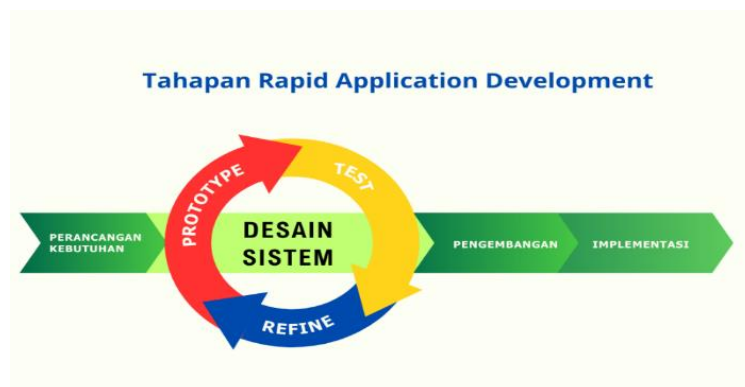 Tahapan Rapid Application Development
PERANCANGAN
KEBUTUHAN
PROTOTYPE
TEST
REFINE
DESAIN
SISTEM
PENGEMBANGAN
IMPLEMENTASI